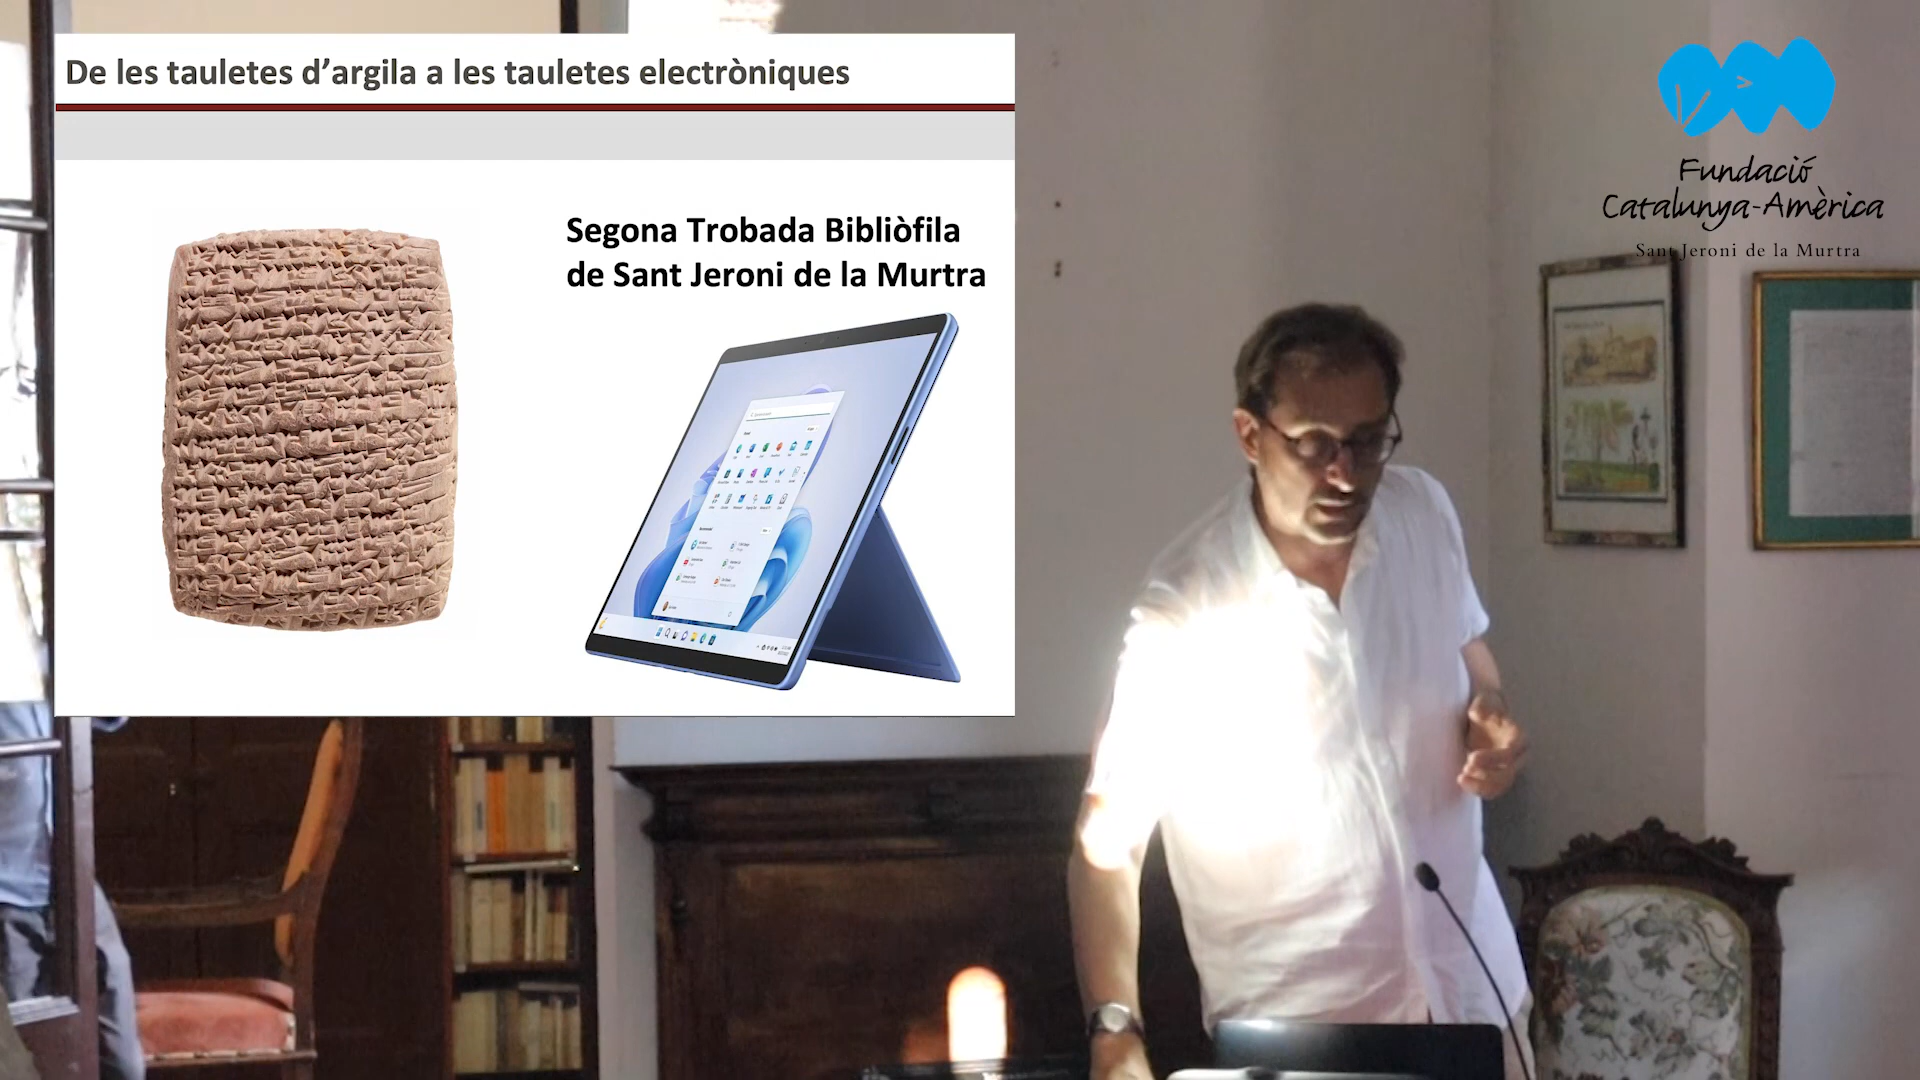 De les tauletes d’argila a les tauletes electròniques
Segona Trobada Bibliòfila
de Sant Jeroni de la Murtra
Fundació
Catalunya-Amèrica
Sant Jeroni de la Murtra